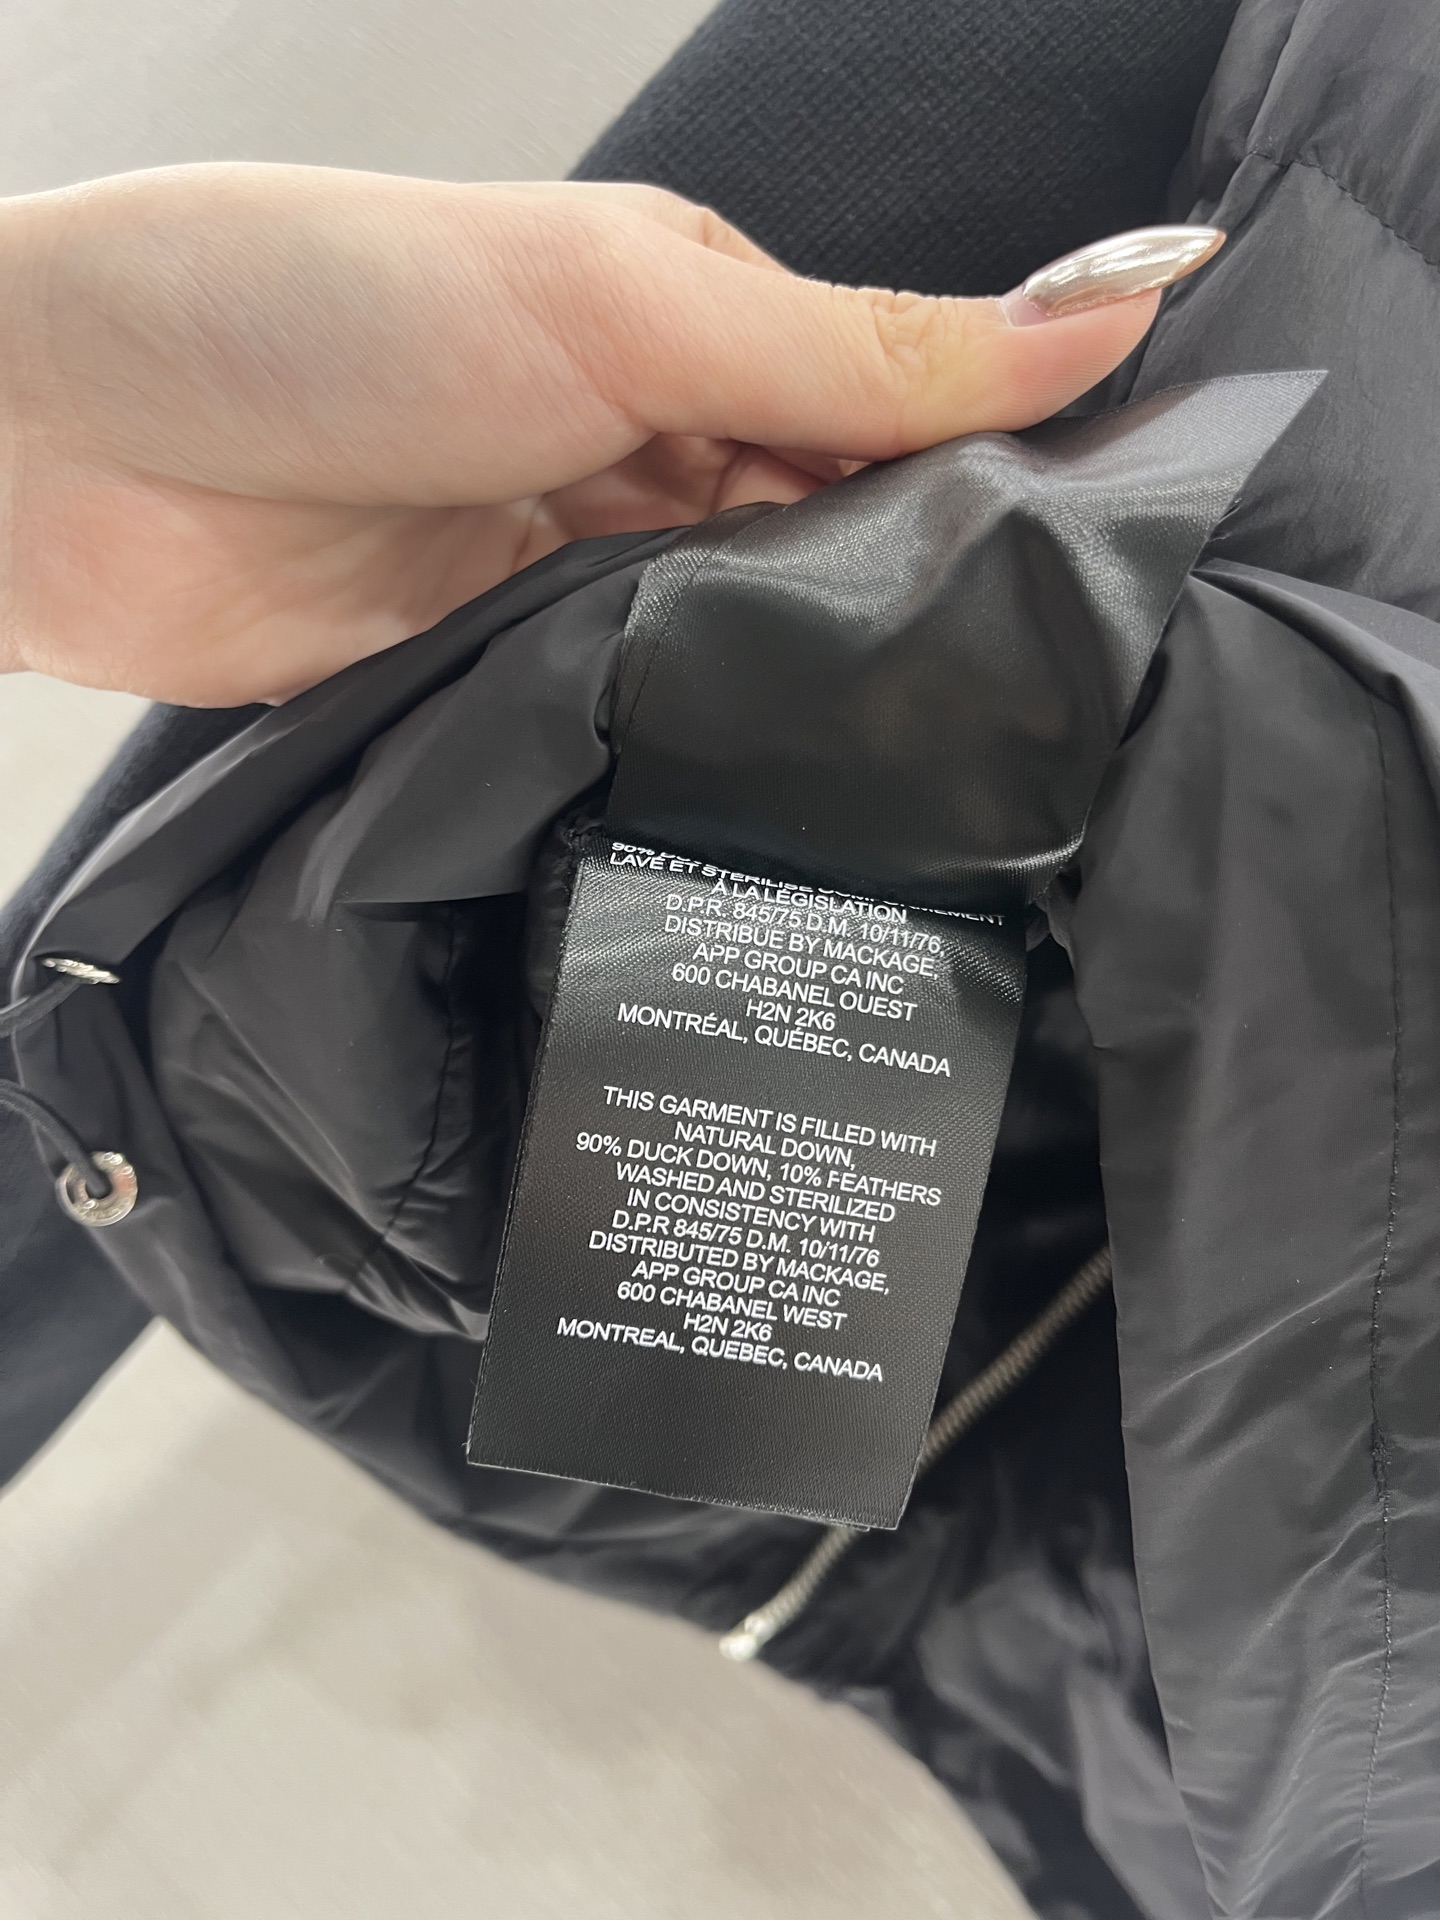 LAVÉ ET STÉRILISÉ CONFORMÉMENT
À LA LÉGISLATION
D.P.R. 845/75 D.M. 10/11/76,
DISTRIBUE BY MACKAGE,
APP GROUP CA INC
600 CHABANEL OUEST
H2N 2K6
MONTRÉAL, QUÉBEC, CANADA
THIS GARMENT IS FILLED WITH
NATURAL DOWN,
90% DUCK DOWN, 10% FEATHERS
WASHED AND STERILIZED
IN CONSISTENCY WITH
D.P.R 845/75 D.M. 10/11/76
DISTRIBUTED BY MACKAGE,
APP GROUP CA INC
600 CHABANEL WEST
H2N 2K6
MONTREAL, QUEBEC, CANADA